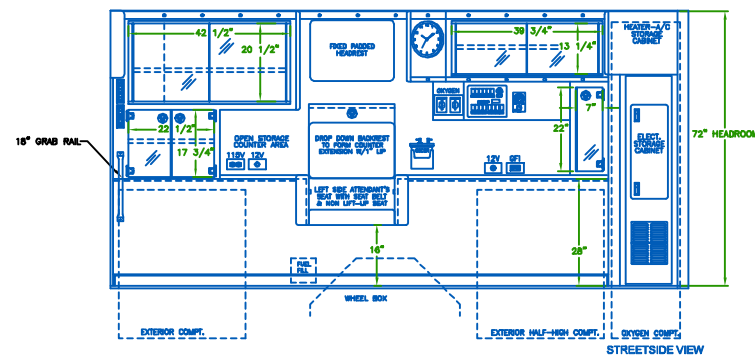 42 1/2"
20 1/2"
FIXED PADDED
HEADREST
39 3/4"
13 1/4"
HEATER-A/C
STORAGE
CABINET
OXYGEN
22 1/2"
17 3/4"
18" GRAB RAIL
OPEN STORAGE
COUNTER AREA
110V 12V
DROP DOWN BACKREST
TO FORM COUNTER
EXTENSION W/1" LIP
22"
7"
12V GFI
ELECT.
STORAGE
CABINET
72" HEADROOM
LEFT SIDE ATTENDANT'S
SEAT WITH SEAT BELT
& NON LIFT-UP SEAT
16"
28"
FUEL
FILL
WHEEL BOX
EXTERIOR COMPT.
EXTERIOR HALF-HIGH COMPT.
OXYGEN COMPT.
STREETSIDE VIEW